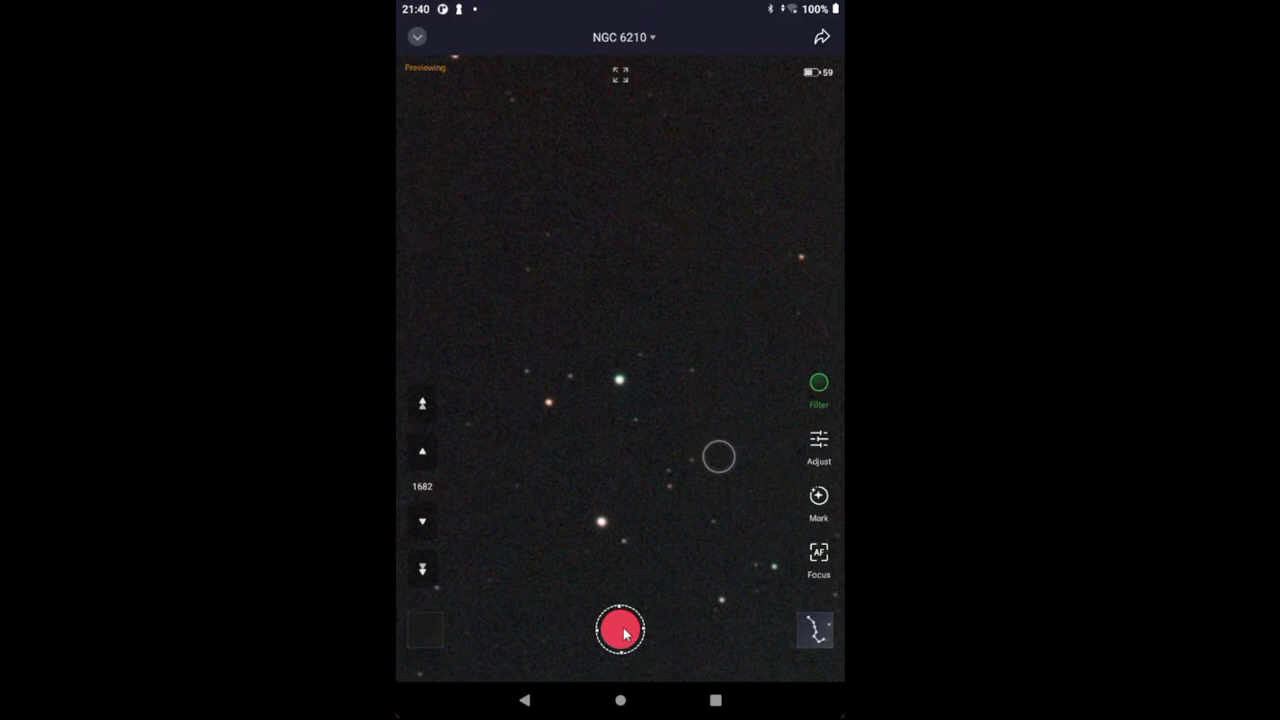 21:40
100%
NGC 6210
Previewing
59
Filter
Adjust
1682
Mark
AF
Focus